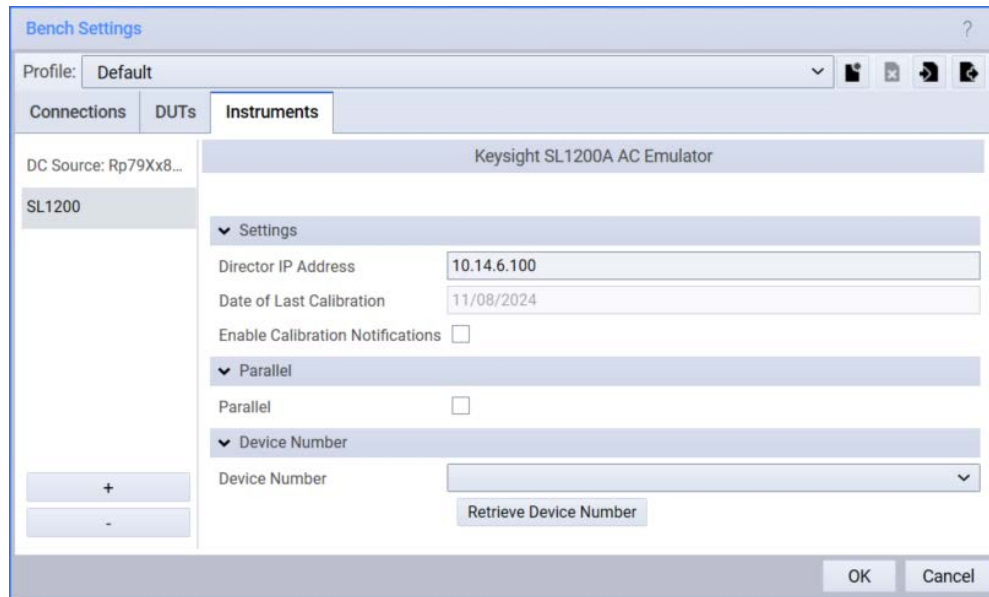 Bench Settings ?
Profile: Default
Connections DUTs Instruments
DC Source: Rp79Xx8...
SL1200
Keysight SL1200A AC Emulator
Settings
Director IP Address 10.14.6.100
Date of Last Calibration 11/08/2024
Enable Calibration Notifications
Parallel
Parallel
Device Number
Device Number
Retrieve Device Number
+
-
OK Cancel